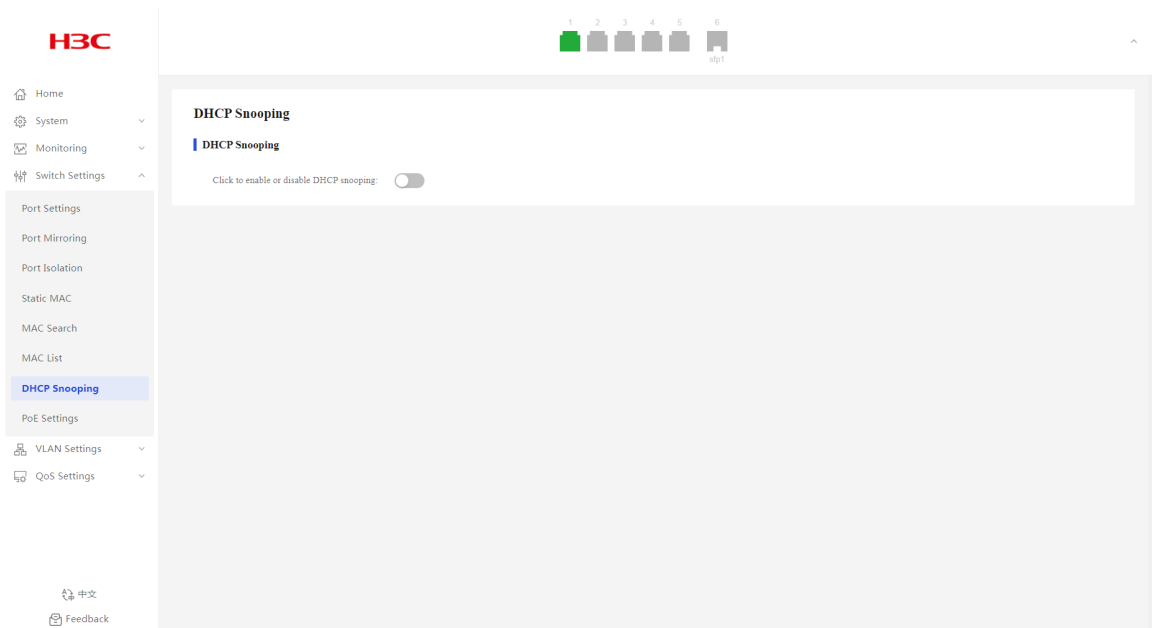 H3C
1 2 3 4 5 6
sfp1
Home
System
Monitoring
Switch Settings
Port Settings
Port Mirroring
Port Isolation
Static MAC
MAC Search
MAC List
DHCP Snooping
PoE Settings
VLAN Settings
QoS Settings
中文
Feedback
DHCP Snooping
DHCP Snooping
Click to enable or disable DHCP snooping: